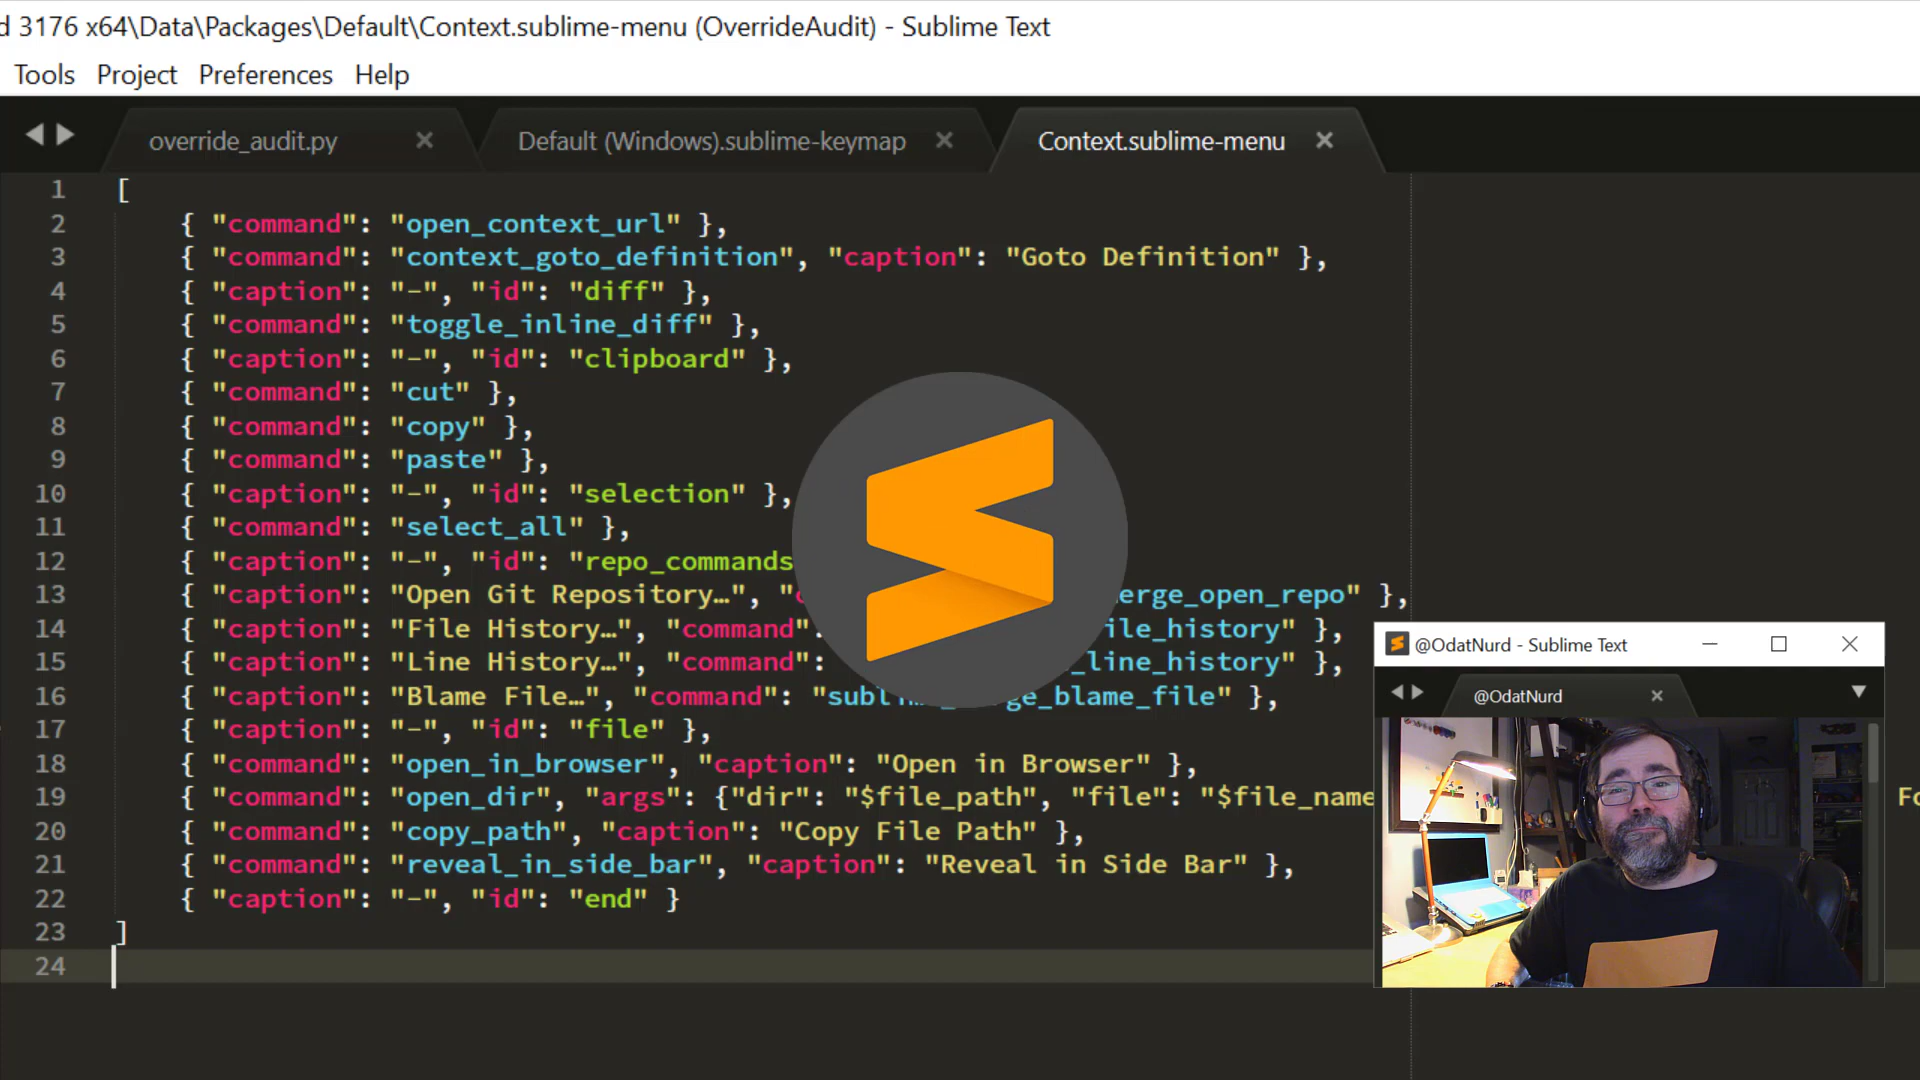 d 3176 x64\Data\Packages\Default\Context.sublime-menu (OverrideAudit) - Sublime Text
Tools Project Preferences Help
override_audit.py × Default (Windows).sublime-keymap × Context.sublime-menu ×
1 [
2 { "command": "open_context_url" },
3 { "command": "context_goto_definition", "caption": "Goto Definition" },
4 { "caption": "-", "id": "diff" },
5 { "command": "toggle_inline_diff" },
6 { "caption": "-", "id": "clipboard" },
7 { "command": "cut" },
8 { "command": "copy" },
9 { "command": "paste" },
10 { "caption": "-", "id": "selection" },
11 { "command": "select_all" },
12 { "caption": "-", "id": "repo_commands
13 { "caption": "Open Git Repository…", " erge_open_repo" },
14 { "caption": "File History…", "command": ile_history" },
15 { "caption": "Line History…", "command": _line_history" },
16 { "caption": "Blame File…", "command": "subl ge_blame_file" },
17 { "caption": "-", "id": "file" },
18 { "command": "open_in_browser", "caption": "Open in Browser" },
19 { "command": "open_dir", "args": {"dir": "$file_path", "file": "$file_name Fo
20 { "command": "copy_path", "caption": "Copy File Path" },
21 { "command": "reveal_in_side_bar", "caption": "Reveal in Side Bar" },
22 { "caption": "-", "id": "end" }
23 ]
24
@OdatNurd - Sublime Text
@OdatNurd ×